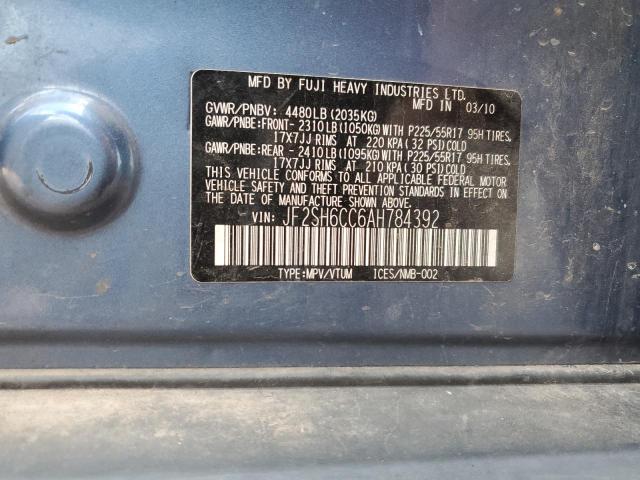 MFD BY FUJI HEAVY INDUSTRIES LTD.
MFD IN 03/10
GVWR/PNBV: 4480LB (2035KG)
GAWR/PNBE:FRONT- 2310LB(1050KG)WITH P225/55R17 95H TIRES,
17X7JJ RIMS AT 220 KPA (32 PSI)COLD
GAWR/PNBE:REAR - 2410LB(1095KG)WITH P225/55R17 95H TIRES,
17X7JJ RIMS AT 210 KPA (30 PSI)COLD
THIS VEHICLE CONFORMS TO ALL APPLICABLE FEDERAL MOTOR
VEHICLE SAFETY AND THEFT PREVENTION STANDARDS IN EFFECT
ON THE DATE OF MANUFACTURE SHOWN ABOVE.
VIN: JF2SH6CC6AH784392
TYPE:MPV/VTUM ICES/NMB-002